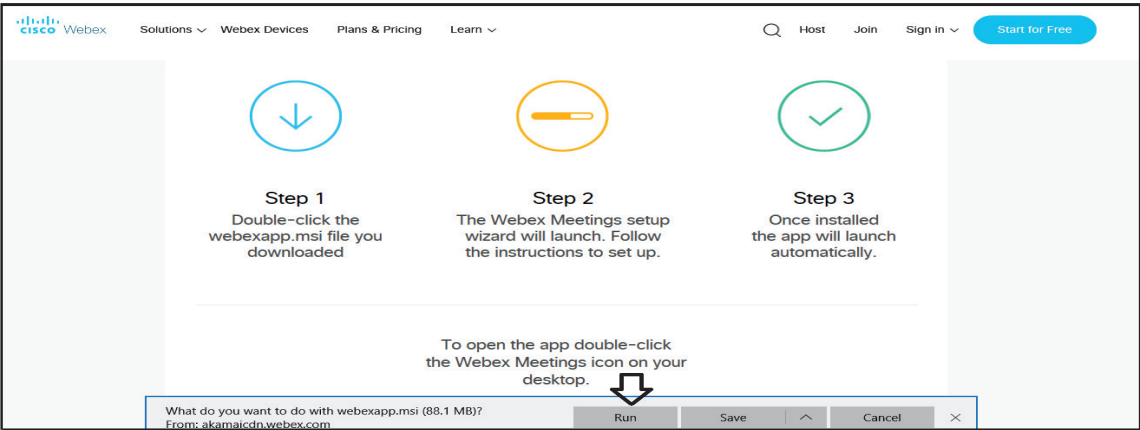 CISCO Webex Solutions Webex Devices Plans & Pricing Learn Host Join Sign in Start for Free
Step 1
Double-click the
webexapp.msi file you
downloaded
Step 2
The Webex Meetings setup
wizard will launch. Follow
the instructions to set up.
Step 3
Once installed
the app will launch
automatically.
To open the app double-click
the Webex Meetings icon on your
desktop.
What do you want to do with webexapp.msi (88.1 MB)?
From: akamaicdn.webex.com
Run Save Cancel